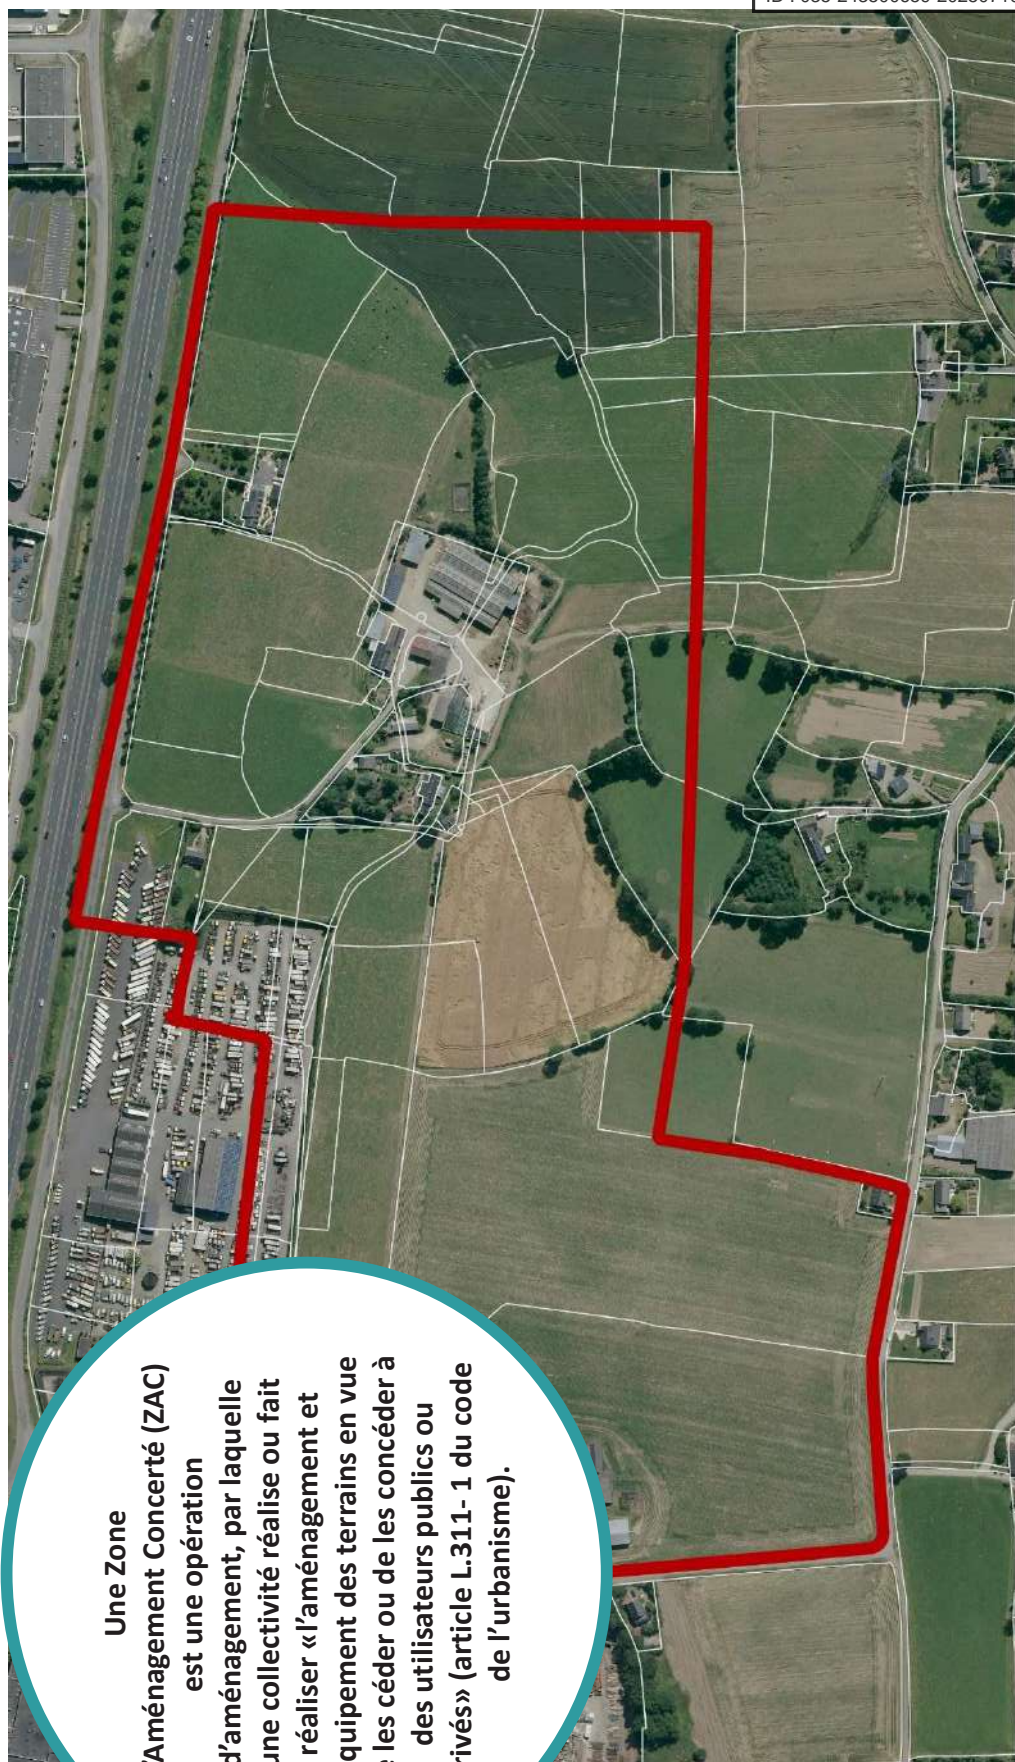 Une Zone
'Aménagement Concerté (ZAC)
est une opération
d'aménagement, par laquelle
une collectivité réalise ou fait
réaliser «l'aménagement et
quipement des terrains en vue
les céder ou de les concéder à
des utilisateurs publics ou
rivés» (article L.311- 1 du code
de l'urbanisme).